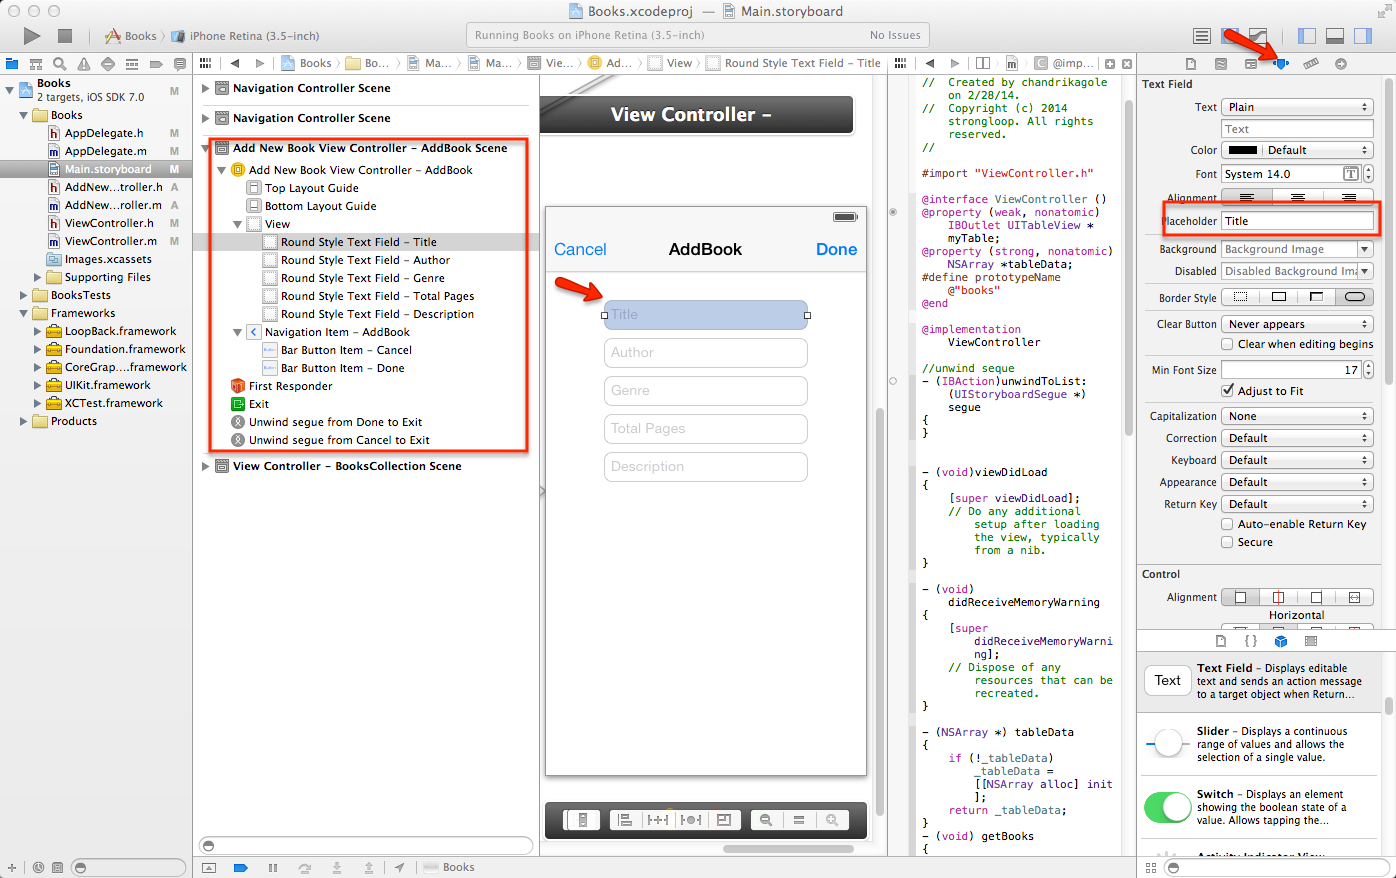 Books.xcodeproj — Main.storyboard
Books
iPhone Retina (3.5-inch)
Running Books on iPhone Retina (3.5-inch)
No Issues
Books
Bo...
Ma...
Ma...
Vie...
Ad...
View
Round Style Text Field – Title
@imp...
Books
2 targets, iOS SDK 7.0
M
Books
AppDelegate.h
M
AppDelegate.m
M
Main.storyboard
M
AddNew...troller.h
A
AddNew...roller.m
A
ViewController.h
M
ViewController.m
M
Images.xcassets
Supporting Files
BooksTests
Frameworks
LoopBack.framework
Foundation.framework
CoreGrap....framework
UIKit.framework
XCTest.framework
Products
Navigation Controller Scene
Navigation Controller Scene
Add New Book View Controller – AddBook Scene
Add New Book View Controller – AddBook
Top Layout Guide
Bottom Layout Guide
View
Round Style Text Field – Title
Round Style Text Field – Author
Round Style Text Field – Genre
Round Style Text Field – Total Pages
Round Style Text Field – Description
Navigation Item – AddBook
Bar Button Item – Cancel
Bar Button Item – Done
First Responder
Exit
Unwind segue from Done to Exit
Unwind segue from Cancel to Exit
View Controller – BooksCollection Scene
View Controller –
Cancel
AddBook
Done
Title
Author
Genre
Total Pages
Description
// Created by chandrikagole
on 2/28/14.
// Copyright (c) 2014
strongloop. All rights
reserved.
//
#import "ViewController.h"
@interface ViewController ()
@property (weak, nonatomic)
IBOutlet UITableView *
myTable;
@property (strong, nonatomic)
NSArray *tableData;
#define prototypeName
@"books"
@end
@implementation
ViewController
//unwind seque
- (IBAction)unwindToList:
(UIStoryboardSegue *)
segue
{
}
- (void)viewDidLoad
{
[super viewDidLoad];
// Do any additional
setup after loading
the view, typically
from a nib.
}
- (void)
didReceiveMemoryWarning
{
[super
didReceiveMemoryWarni
ng];
// Dispose of any
resources that can be
recreated.
}
- (NSArray *) tableData
{
if (!_tableData)
_tableData =
[[NSArray alloc] init
];
return _tableData;
}
- (void) getBooks
{
Text Field
Text
Plain
Text
Color
Default
Font
System 14.0
T
Alignment
Placeholder
Title
Background
Background Image
Disabled
Disabled Background Ima
Border Style
Clear Button
Never appears
Clear when editing begins
Min Font Size
17
Adjust to Fit
Capitalization
None
Correction
Default
Keyboard
Default
Appearance
Default
Return Key
Default
Auto-enable Return Key
Secure
Control
Alignment
Horizontal
Text
Text Field – Displays editable
text and sends an action message
to a target object when Return...
Slider – Displays a continuous
range of values and allows the
selection of a single value.
Switch – Displays an element
showing the boolean state of a
value. Allows tapping the...
Activity Indicator View
Books